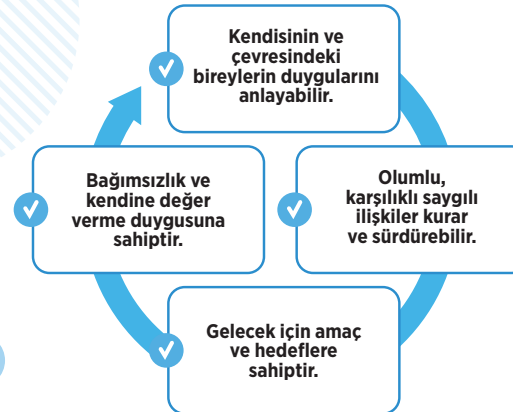 Kendisinin ve
çevresindeki
bireylerin duygularını
anlayabilir.
Olumlu,
karşılıklı saygılı
ilişkiler kurar
ve sürdürebilir.
Gelecek için amaç
ve hedeflere
sahiptir.
Bağımsızlık ve
kendine değer
verme duygusuna
sahiptir.